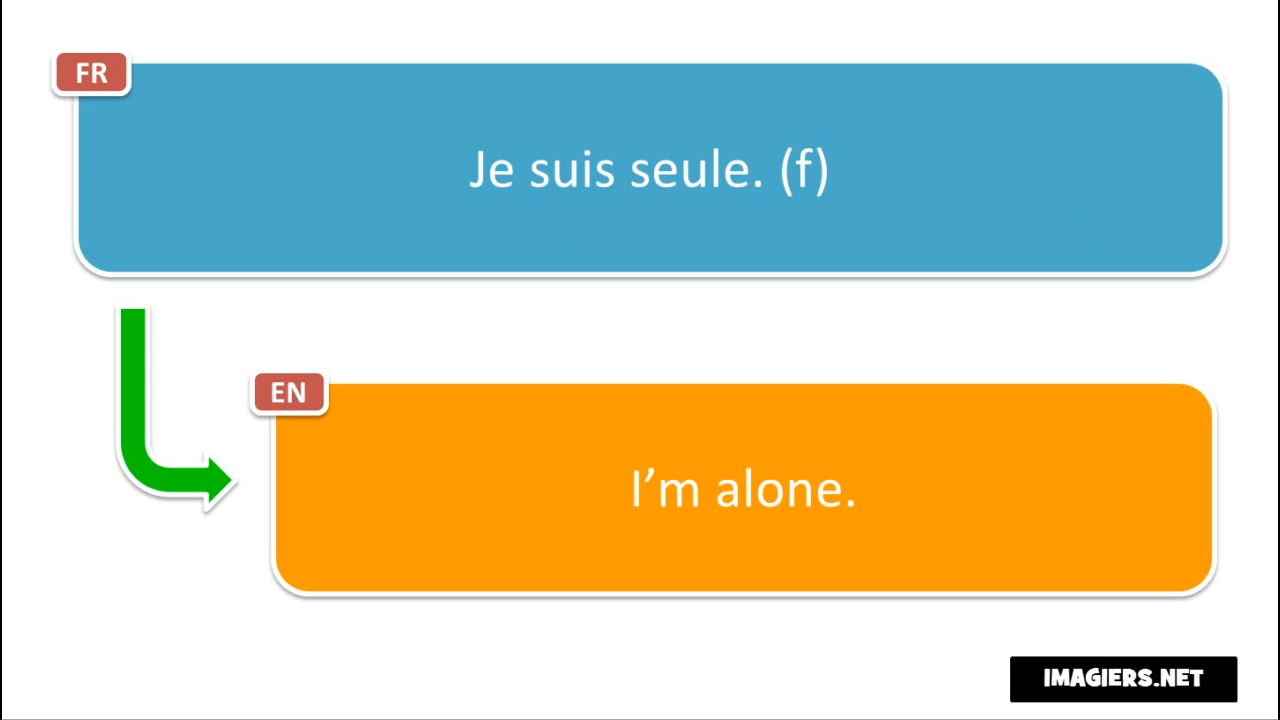 FR
Je suis seule. (f)
EN
I’m alone.
IMAGIERS.NET